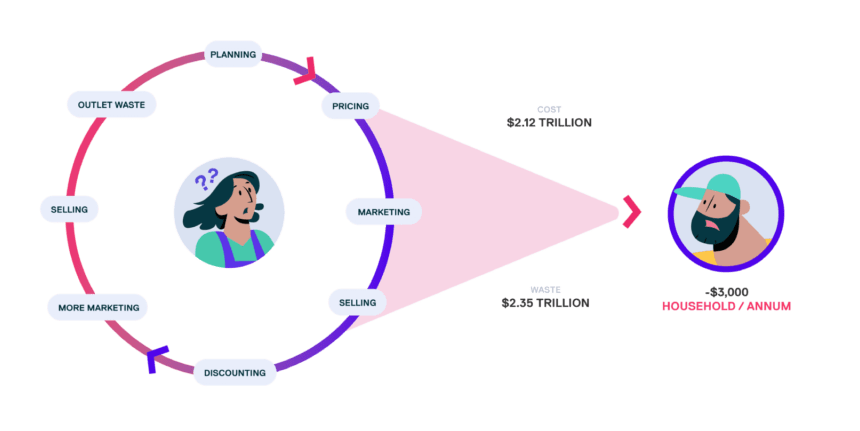 PLANNING
PRICING
MARKETING
SELLING
DISCOUNTING
MORE MARKETING
SELLING
OUTLET WASTE
??
COST
$2.12 TRILLION
WASTE
$2.35 TRILLION
-$3,000
HOUSEHOLD / ANNUM